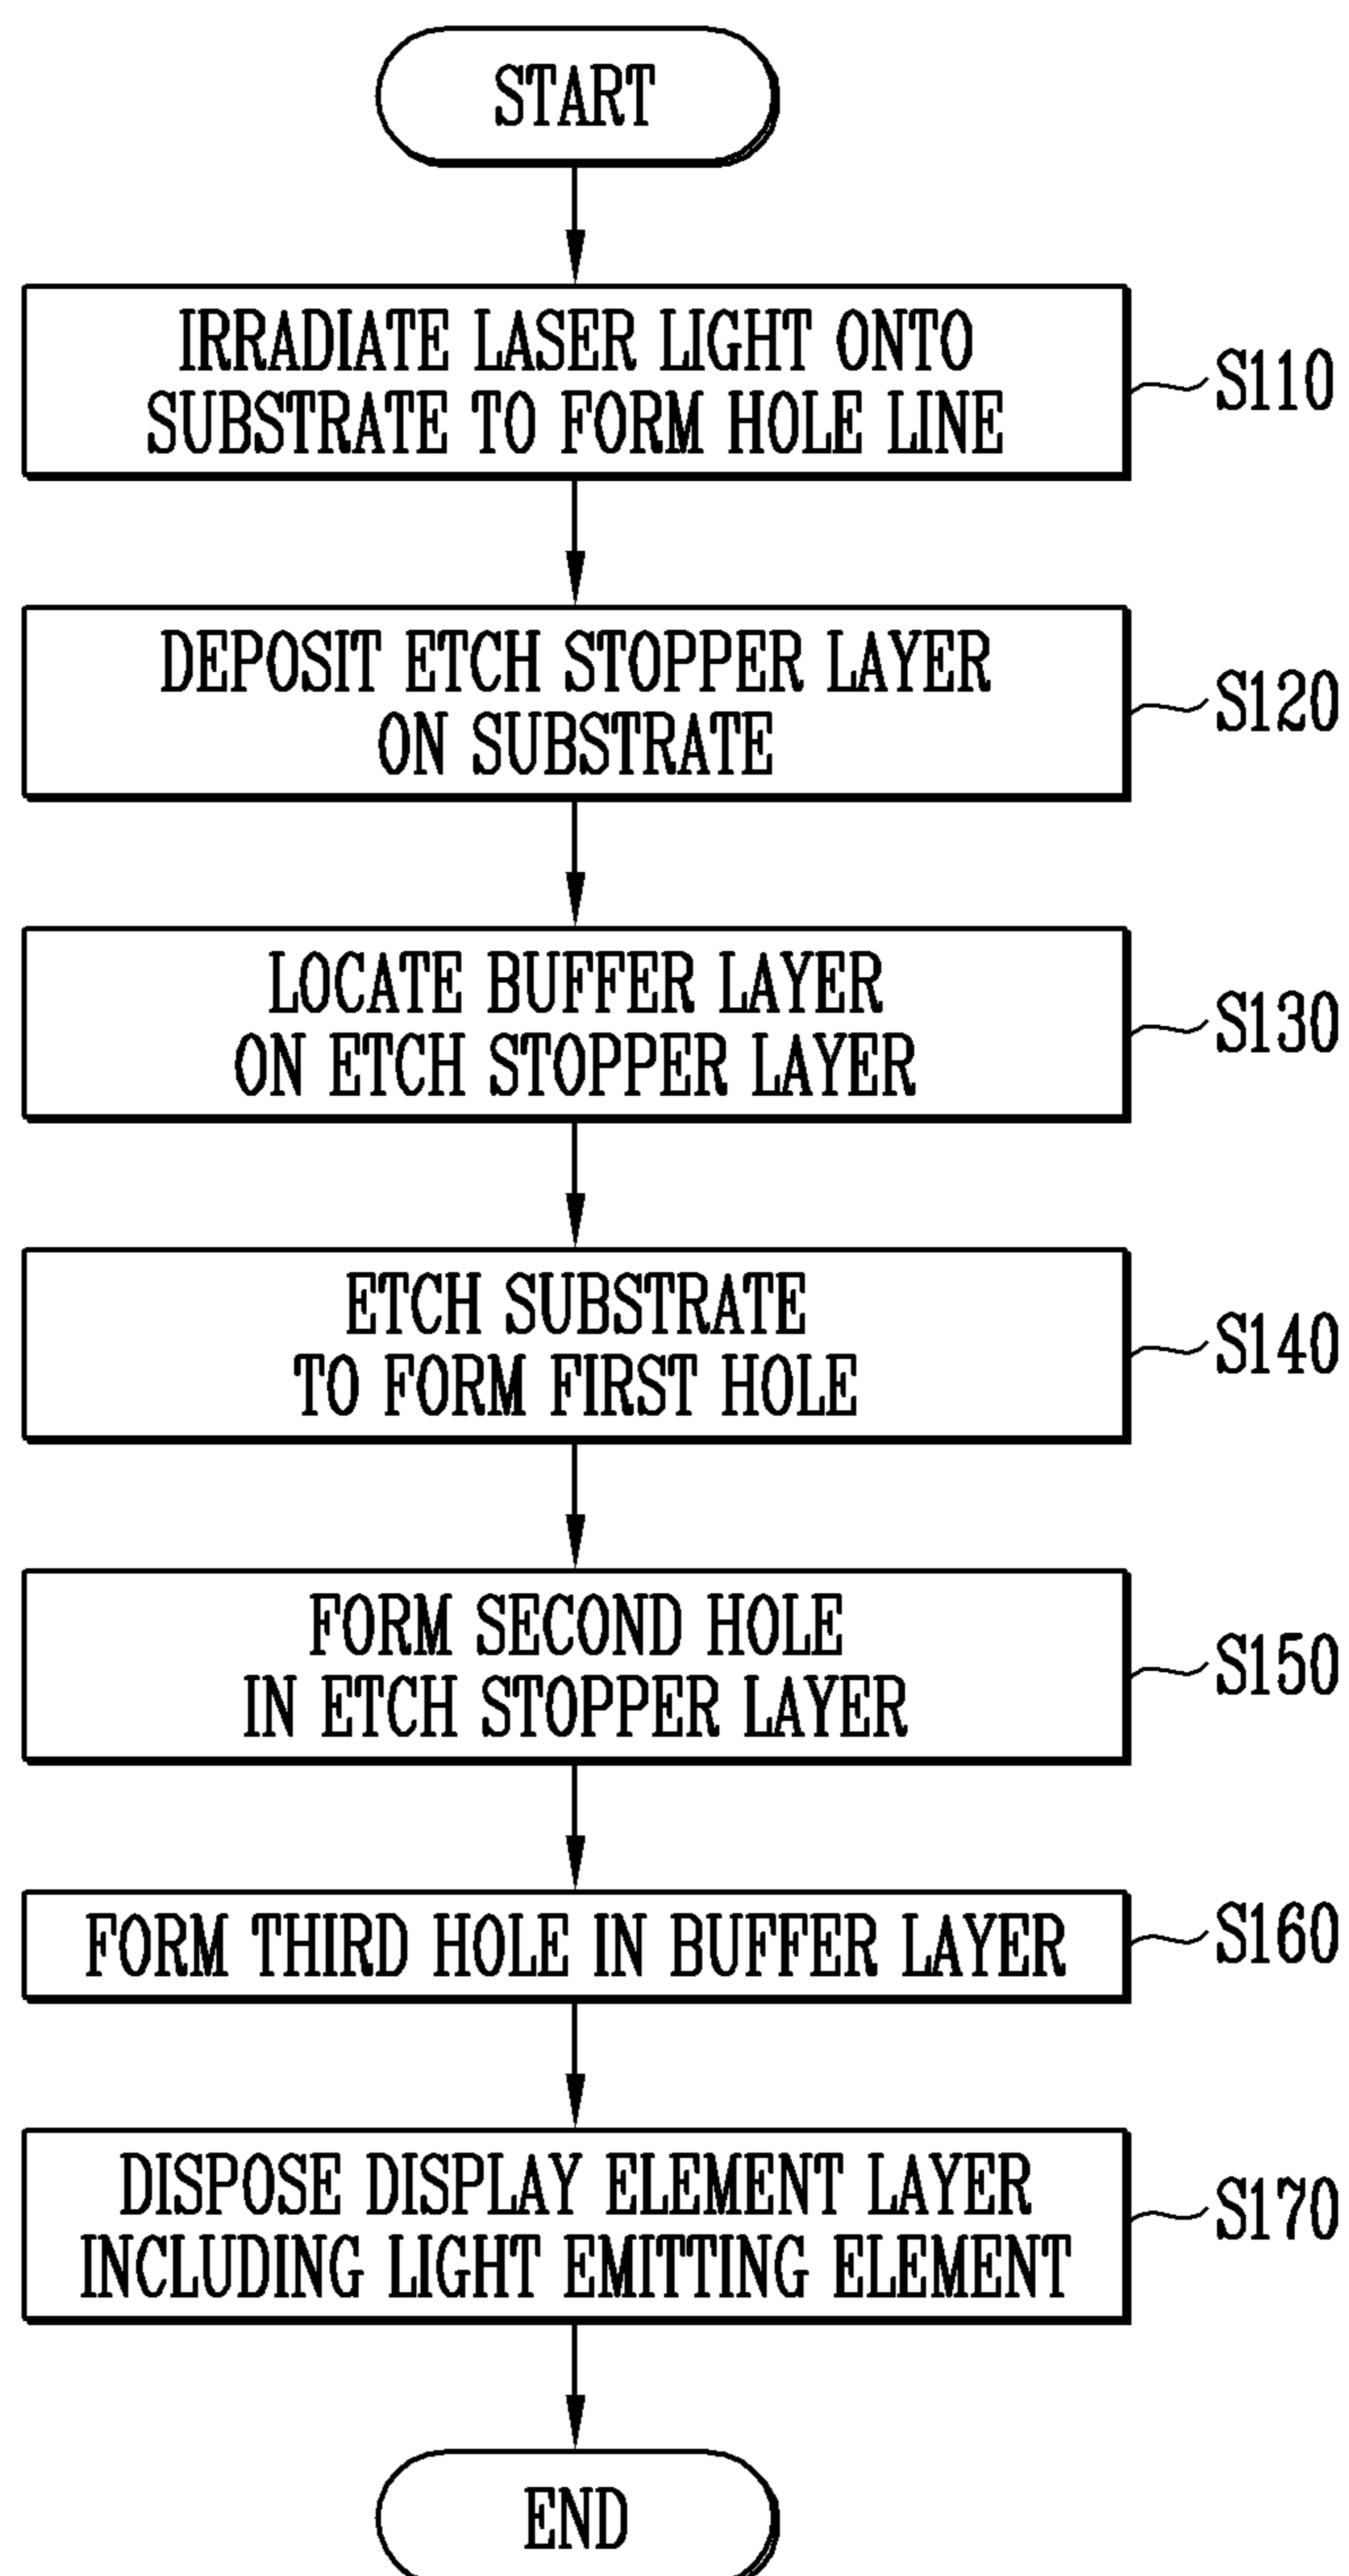 START
IRRADIATE LASER LIGHT ONTO
SUBSTRATE TO FORM HOLE LINE
S110
DEPOSIT ETCH STOPPER LAYER
ON SUBSTRATE
S120
LOCATE BUFFER LAYER
ON ETCH STOPPER LAYER
S130
ETCH SUBSTRATE
TO FORM FIRST HOLE
S140
FORM SECOND HOLE
IN ETCH STOPPER LAYER
S150
FORM THIRD HOLE IN BUFFER LAYER
S160
DISPOSE DISPLAY ELEMENT LAYER
INCLUDING LIGHT EMITTING ELEMENT
S170
END